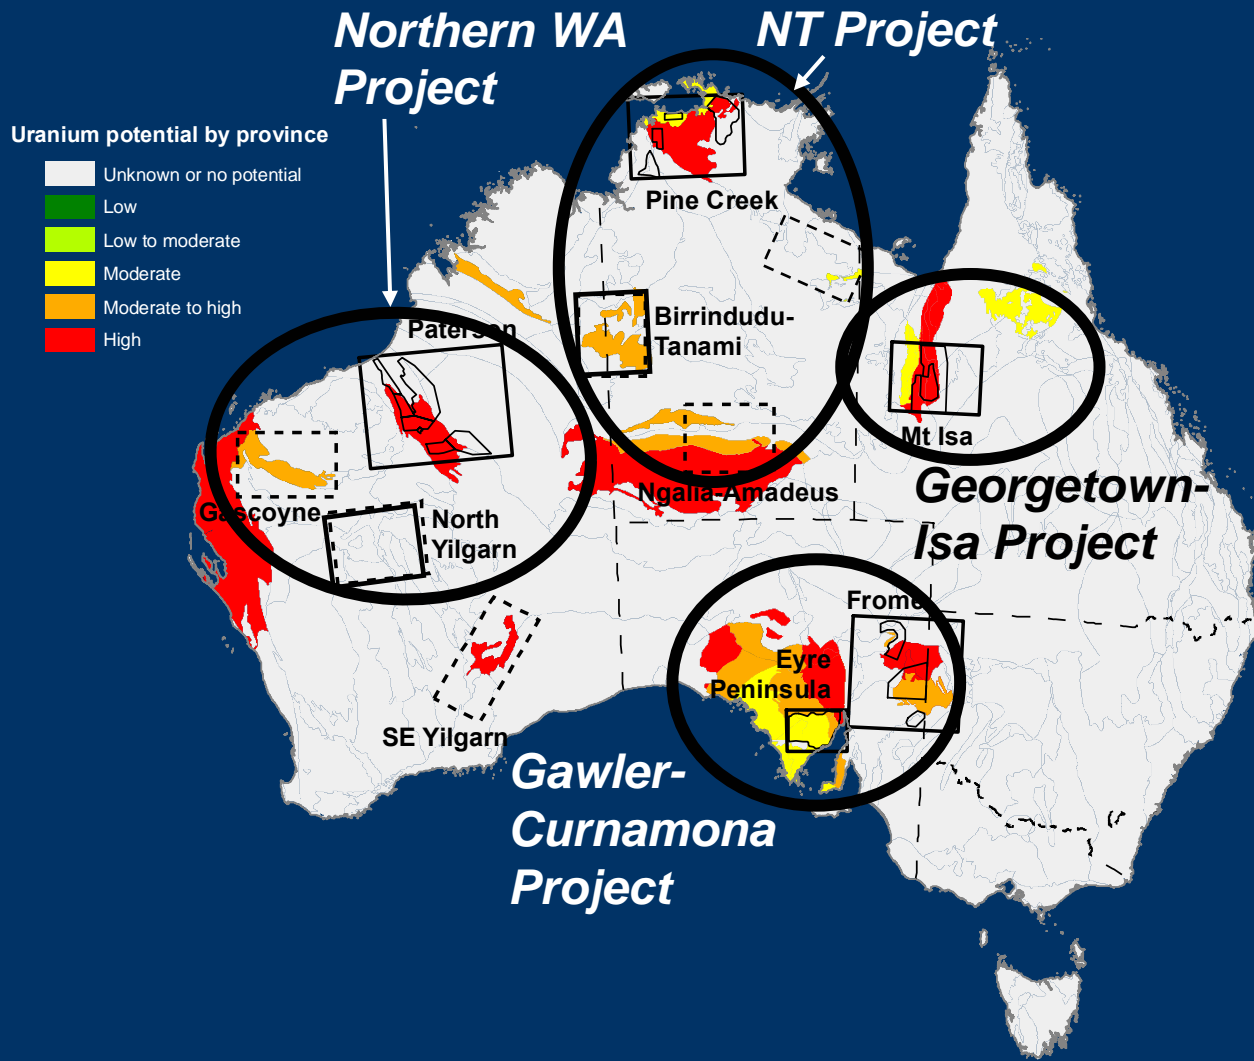 Northern WA
Project
NT Project
Uranium potential by province
Unknown or no potential
Low
Low to moderate
Moderate
Moderate to high
High
Pine Creek
Birrindudu-
Tanami
Paterson
Mt Isa
Ngalia-Amadeus
Georgetown-
Isa Project
Gascoyne
North
Yilgarn
Frome
Eyre
Peninsula
SE Yilgarn
Gawler-
Curnamona
Project